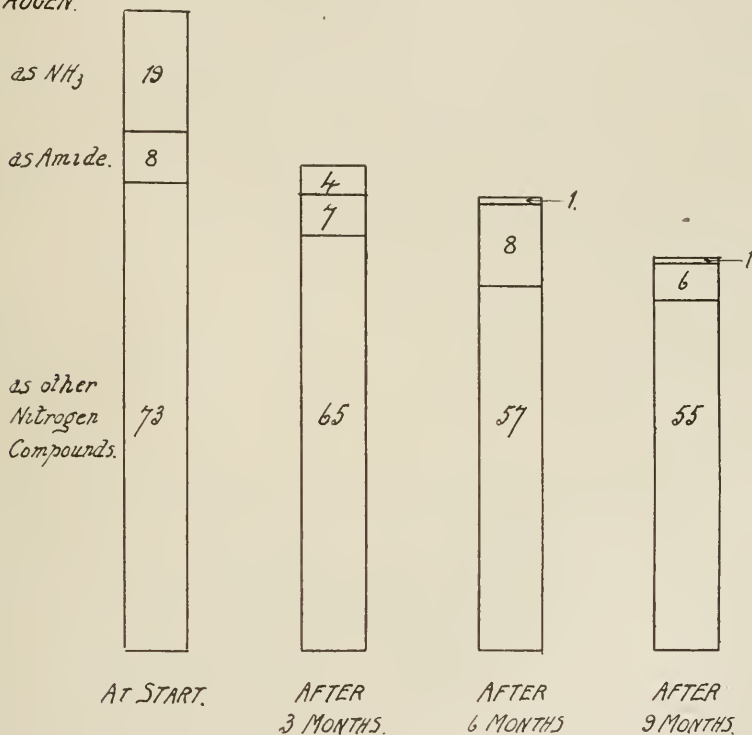 as NH3
19
as Amide.
8
4
7
1.
8
1
6
as other
Nitrogen
Compounds.
73
65
57
55
AT START.
AFTER
3 MONTHS.
AFTER
6 MONTHS
AFTER
9 MONTHS.